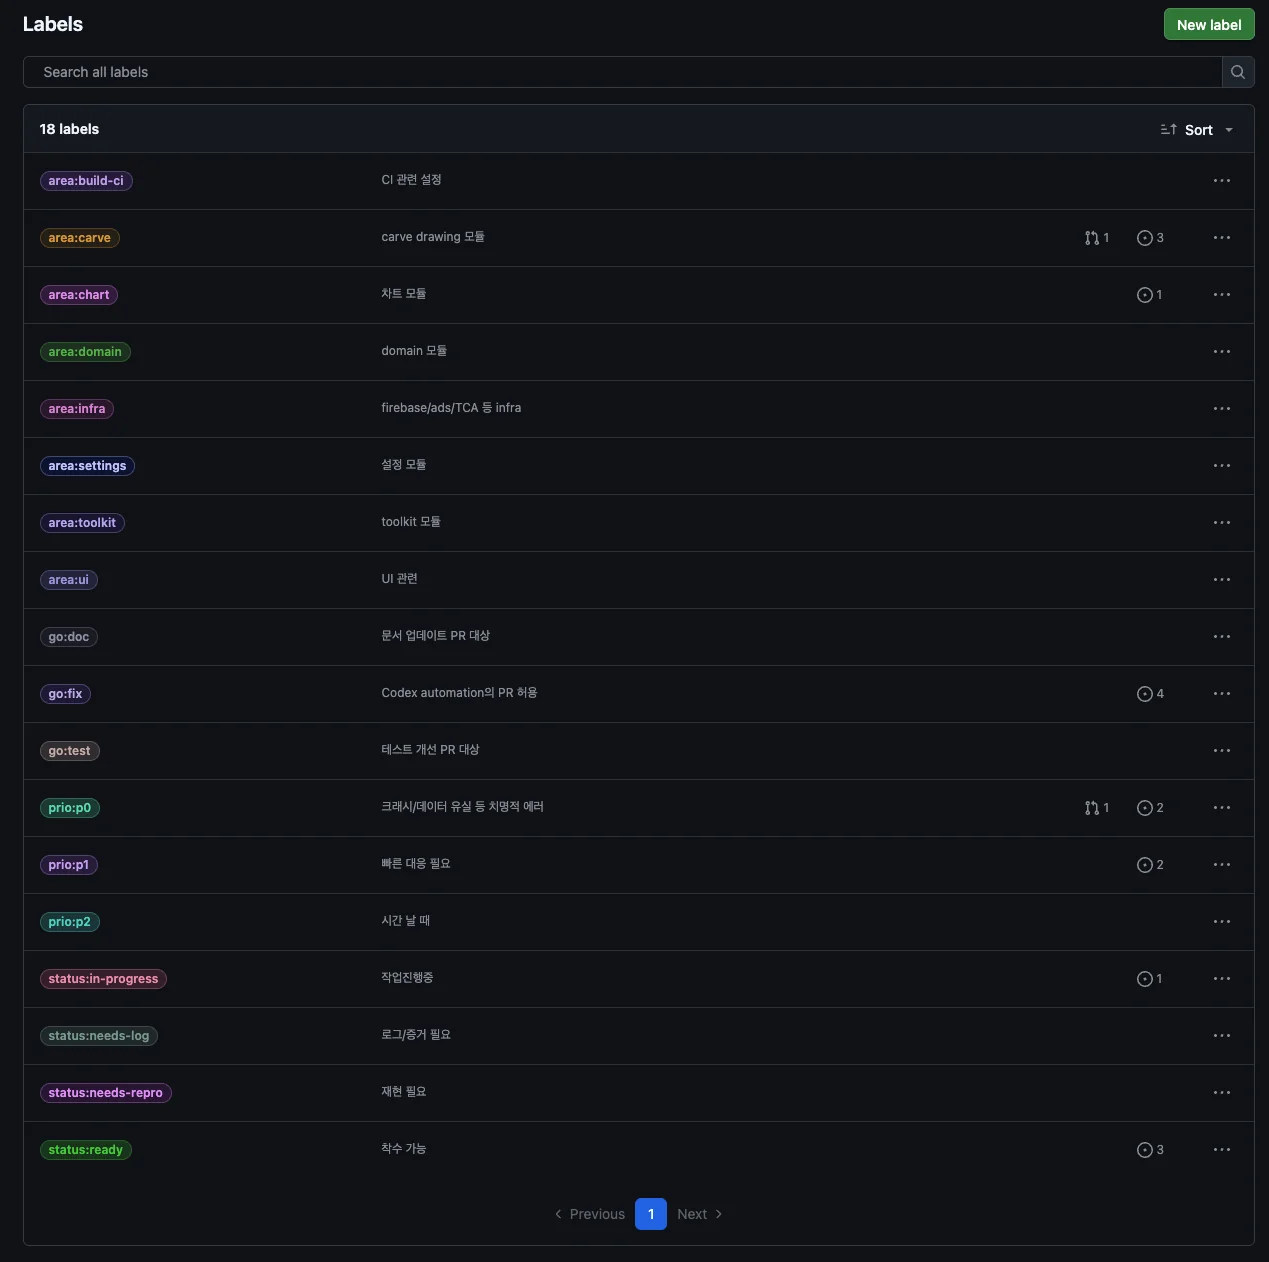 Labels
New label
Search all labels
18 labels
Sort
area:build-ci CI 관련 설정
area:carve carve drawing 모듈 1 3
area:chart 차트 모듈 1
area:domain domain 모듈
area:infra firebase/ads/TCA 등 infra
area:settings 설정 모듈
area:toolkit toolkit 모듈
area:ui UI 관련
go:doc 문서 업데이트 PR 대상
go:fix Codex automation의 PR 허용 4
go:test 테스트 개선 PR 대상
prio:p0 크래시/데이터 유실 등 치명적 에러 1 2
prio:p1 빠른 대응 필요 2
prio:p2 시간 날 때
status:in-progress 작업진행중 1
status:needs-log 로그/증거 필요
status:needs-repro 재현 필요
status:ready 착수 가능 3
Previous 1 Next